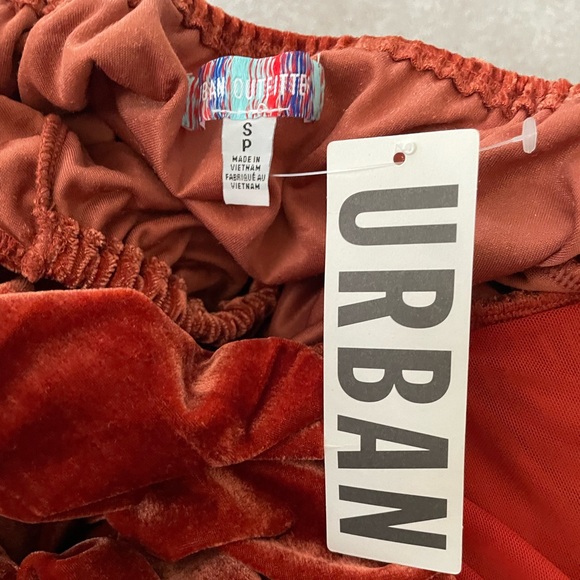 BAN OUTFITTE
S
P
MADE IN
VIETNAM
FABRIQUÉ AU
VIETNAM
URBAN